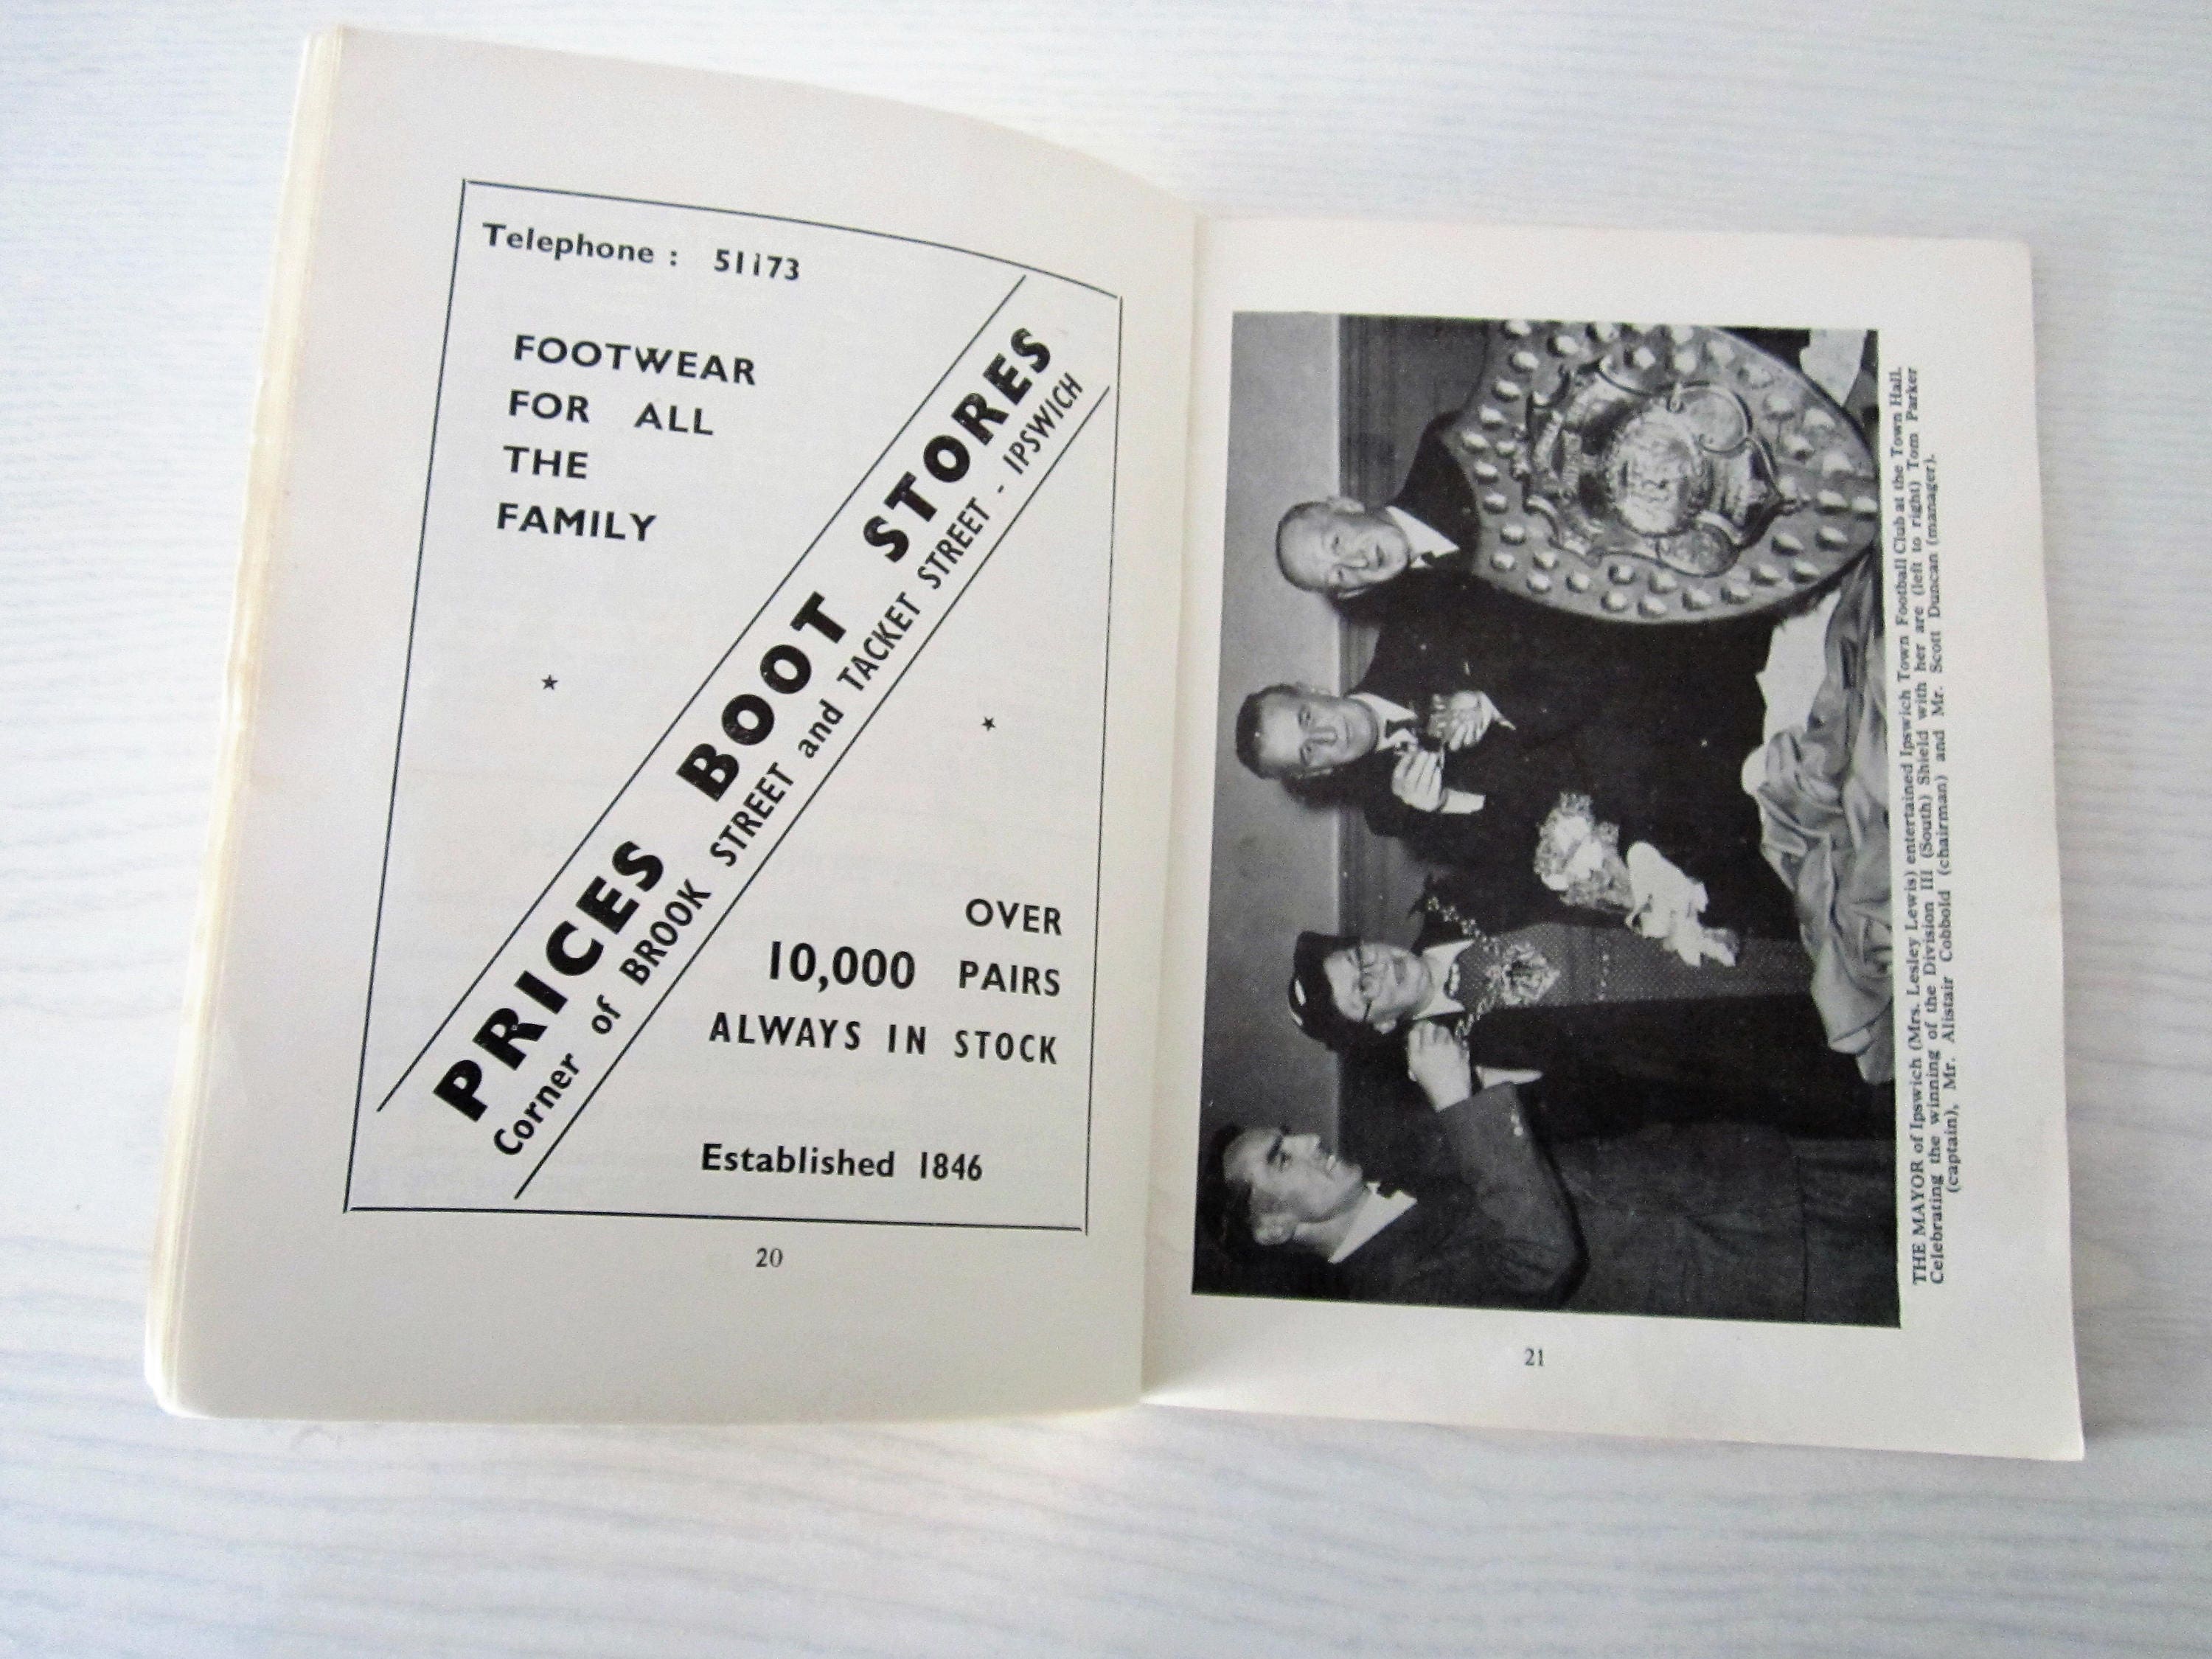 Telephone : 51173
FOOTWEAR
FOR ALL
THE
FAMILY
PRICES BOOT STORES
Corner of BROOK STREET and TACKET STREET - IPSWICH
OVER
10,000 PAIRS
ALWAYS IN STOCK
Established 1846
20
THE MAYOR of Ipswich (Mrs. Lesley Lewis) entertained Ipswich Town Football Club at the Town Hall.
Celebrating the winning of the Division III (South) Shield with her are (left to right) Tom Parker
(captain), Mr. Alistair Cobbold (chairman) and Mr. Scott Duncan (manager).
21